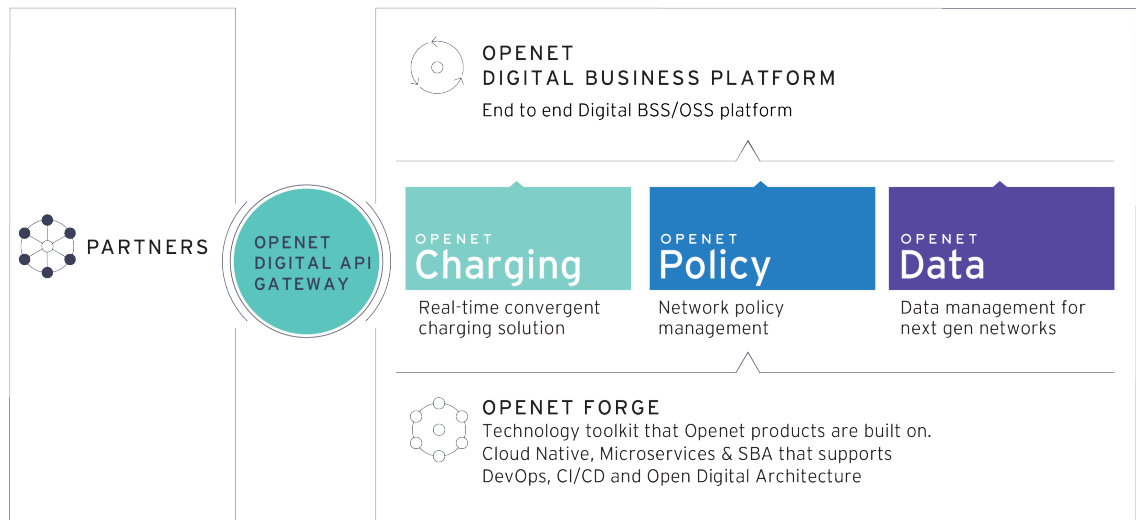 OPENET
DIGITAL BUSINESS PLATFORM
End to end Digital BSS/OSS platform
PARTNERS
OPENET
DIGITAL API
GATEWAY
OPENET
Charging
Real-time convergent
charging solution
OPENET
Policy
Network policy
management
OPENET
Data
Data management for
next gen networks
OPENET FORGE
Technology toolkit that Openet products are built on.
Cloud Native, Microservices & SBA that supports
DevOps, CI/CD and Open Digital Architecture